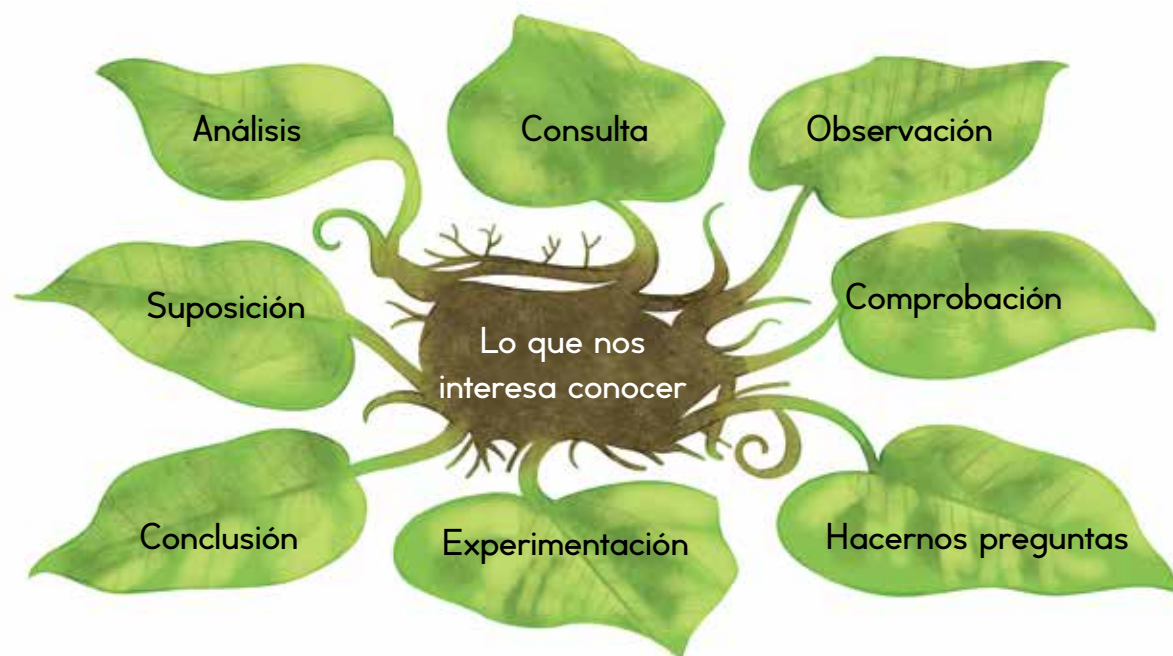 Análisis
Consulta
Observación
Suposición
Comprobación
Lo que nos
interesa conocer
Conclusión
Experimentación
Hacernos preguntas